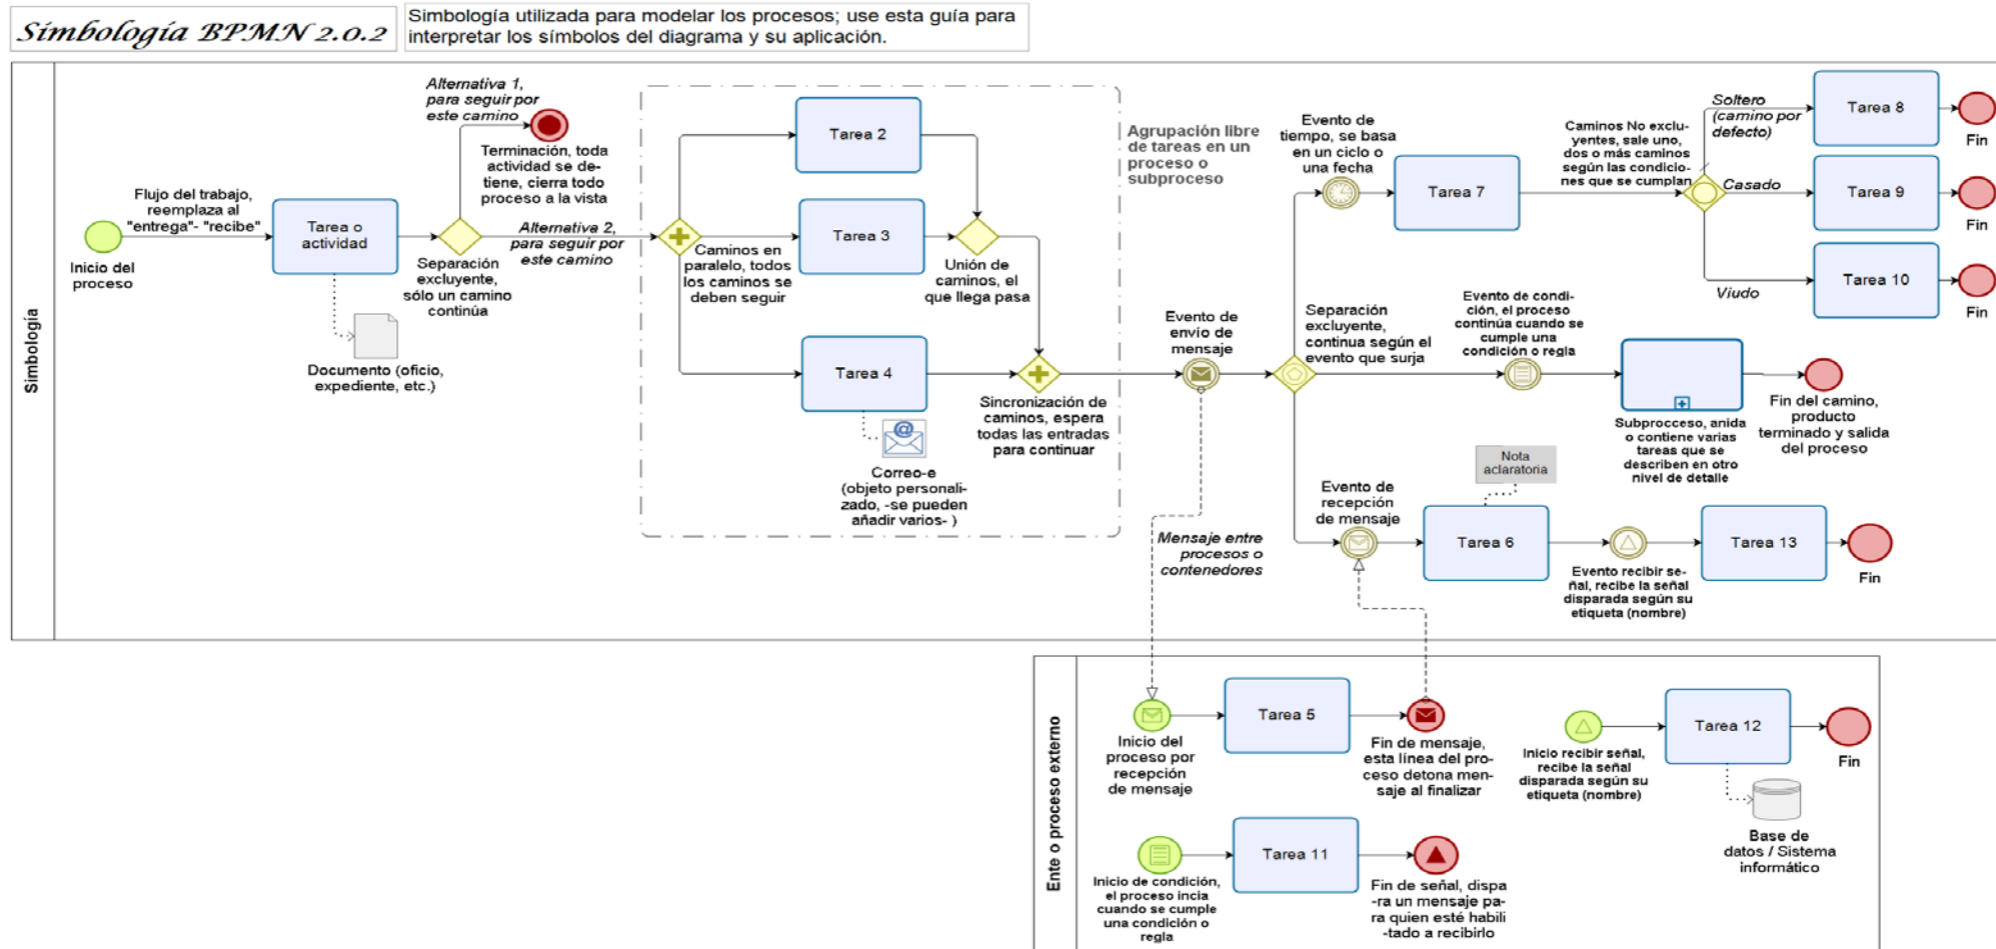 Simbología BPMN 2.0.2
Simbología utilizada para modelar los procesos; use esta guía para
interpretar los símbolos del diagrama y su aplicación.
Simbología
Inicio del
proceso
Flujo del trabajo,
reemplaza al
"entrega"- "recibe"
Tarea o
actividad
Documento (oficio,
expediente, etc.)
Separación
excluyente,
sólo un camino
continúa
Alternativa 1,
para seguir por
este camino
Terminación, toda
actividad se de-
tiene, cierra todo
proceso a la vista
Alternativa 2,
para seguir por
este camino
Caminos en
paralelo, todos
los caminos se
deben seguir
Tarea 2
Tarea 3
Tarea 4
Unión de
caminos, el
que llega pasa
Sincronización de
caminos, espera
todas las entradas
para continuar
Correo-e
(objeto personali-
zado, -se pueden
añadir varios- )
Agrupación libre
de tareas en un
proceso o
subproceso
Evento de
envío de
mensaje
Mensaje entre
procesos o
contenedores
Separación
excluyente,
continua según el
evento que surja
Evento de
tiempo, se basa
en un ciclo o
una fecha
Tarea 7
Caminos No exclu-
yentes, sale uno,
dos o más caminos
según las condicio-
nes que se cumplan
Soltero
(camino por
defecto)
Casado
Viudo
Tarea 8
Fin
Tarea 9
Fin
Tarea 10
Fin
Evento de condi-
ción, el proceso
continúa cuando se
cumple una
condición o regla
Subprocceso, anida
o contiene varias
tareas que se
describen en otro
nivel de detalle
Fin del camino,
producto
terminado y salida
del proceso
Evento de
recepción
de mensaje
Nota
aclaratoria
Tarea 6
Evento recibir se-
ñal, recibe la señal
disparada según su
etiqueta (nombre)
Tarea 13
Fin
Ente o proceso externo
Inicio del
proceso por
recepción
de mensaje
Tarea 5
Fin de mensaje,
esta línea del pro-
ceso detona men-
saje al finalizar
Inicio recibir señal,
recibe la señal
disparada según su
etiqueta (nombre)
Tarea 12
Fin
Base de
datos / Sistema
informático
Inicio de condición,
el proceso incia
cuando se cumple
una condición o
regla
Tarea 11
Fin de señal, dispa
-ra un mensaje pa-
ra quien esté habili
-tado a recibirlo